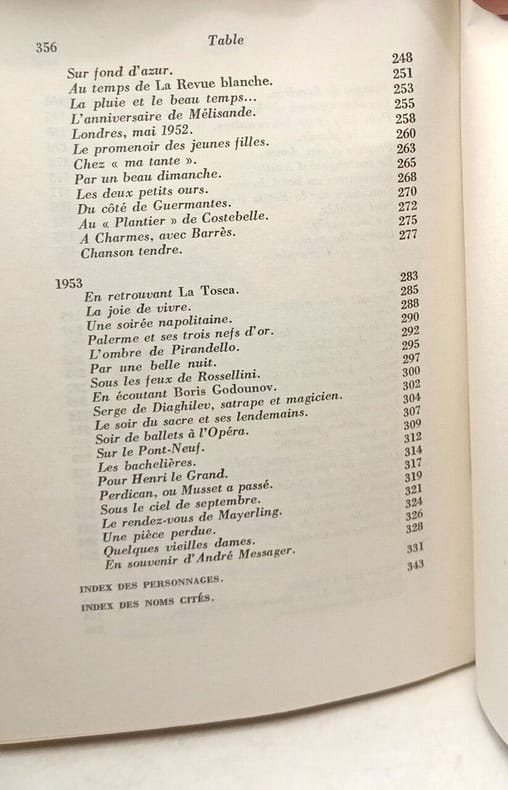 356 Table
Sur fond d'azur. 248
Au temps de La Revue blanche. 251
La pluie et le beau temps... 253
L'anniversaire de Mélisande. 255
Londres, mai 1952. 258
Le promenoir des jeunes filles. 260
Chez « ma tante ». 263
Par un beau dimanche. 265
Les deux petits ours. 268
Du côté de Guermantes. 270
Au « Plantier » de Costebelle. 272
A Charmes, avec Barrès. 275
Chanson tendre. 277
1953
En retrouvant La Tosca. 283
La joie de vivre. 285
Une soirée napolitaine. 288
Palerme et ses trois nefs d'or. 290
L'ombre de Pirandello. 292
Par une belle nuit. 295
Sous les feux de Rossellini. 297
En écoutant Boris Godounov. 300
Serge de Diaghilev, satrape et magicien. 302
Le soir du sacre et ses lendemains. 304
Soir de ballets à l'Opéra. 307
Sur le Pont-Neuf. 309
Les bachelières. 312
Pour Henri le Grand. 314
Perdican, ou Musset a passé. 317
Sous le ciel de septembre. 319
Le rendez-vous de Mayerling. 321
Une pièce perdue. 324
Quelques vieilles dames. 326
En souvenir d'André Messager. 328
INDEX DES PERSONNAGES. 331
INDEX DES NOMS CITÉS. 343